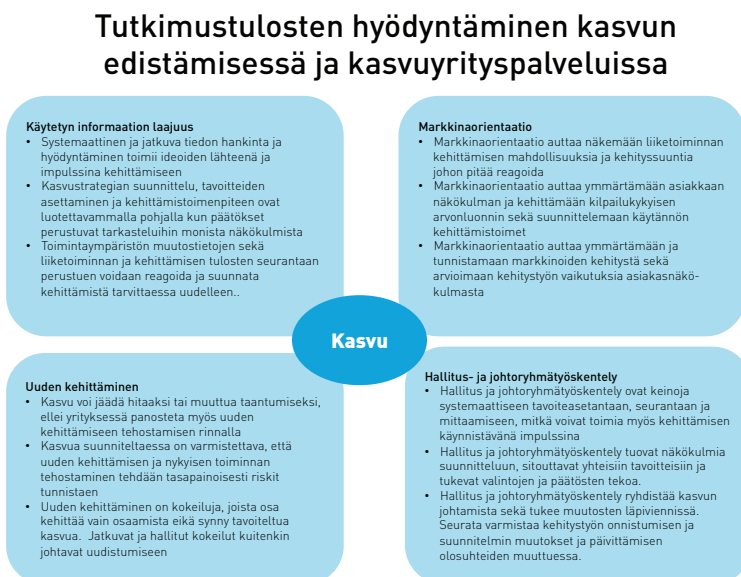 Tutkimustulosten hyödyntäminen kasvun
edistämisessä ja kasvuyrityspalveluissa
Käytetyn informaation laajuus
• Systemaattinen ja jatkuva tiedon hankinta ja
hyödyntäminen toimii ideoiden lähteenä ja
impulssina kehittämiseen
• Kasvustrategian suunnittelu, tavoitteiden
asettaminen ja kehittämistoimenpiteen ovat
luotettavammalla pohjalla kun päätökset
perustuvat tarkasteluihin monista näkökulmista
• Toimintaympäristön muutostietojen sekä
liiketoiminnan ja kehittämisen tulosten seurantaan
perustuen voidaan reagoida ja suunnata
kehittämistä tarvittaessa uudelleen..
Markkinaorientaatio
• Markkinaorientaatio auttaa näkemään liiketoiminnan
kehittämisen mahdollisuuksia ja kehityssuuntia
johon pitää reagoida
• Markkinaorientaatio auttaa ymmärtämään asiakkaan
näkökulman ja kehittämään kilpailukykyisen
arvonluonnin sekä suunnittelemaan käytännön
kehittämistoimet
• Markkinaorientaatio auttaa ymmärtämään ja
tunnistamaan markkinoiden kehitystä sekä
arvioimaan kehitystyön vaikutuksia asiakasnäkö-
kulmasta
Kasvu
Uuden kehittäminen
• Kasvu voi jäädä hitaaksi tai muuttua taantumiseksi,
ellei yrityksessä panosteta myös uuden
kehittämiseen tehostamisen rinnalla
• Kasvua suunniteltaessa on varmistettava, että
uuden kehittämisen ja nykyisen toiminnan
tehostaminen tehdään tasapainoisesti riskit
tunnistaen
• Uuden kehittäminen on kokeiluja, joista osa
kehittää vain osaamista eikä synny tavoiteltua
kasvua. Jatkuvat ja hallitut kokeilut kuitenkin
johtavat uudistumiseen
Hallitus- ja johtoryhmätyöskentely
• Hallitus ja johtoryhmätyöskentely ovat keinoja
systemaattiseen tavoiteasetantaan, seurantaan ja
mittaamiseen, mitkä voivat toimia myös kehittämisen
käynnistävänä impulssina
• Hallitus ja johtoryhmätyöskentely tuovat näkökulmia
suunnitteluun, sitouttavat yhteisiin tavoitteisiin ja
tukevat valintojen ja päätösten tekoa.
• Hallitus ja johtoryhmätyöskentely ryhdistää kasvun
johtamista sekä tukee muutosten läpiviennissä.
Seurata varmistaa kehitystyön onnistumisen ja
suunnitelmin muutokset ja päivittämisen
olosuhteiden muuttuessa.